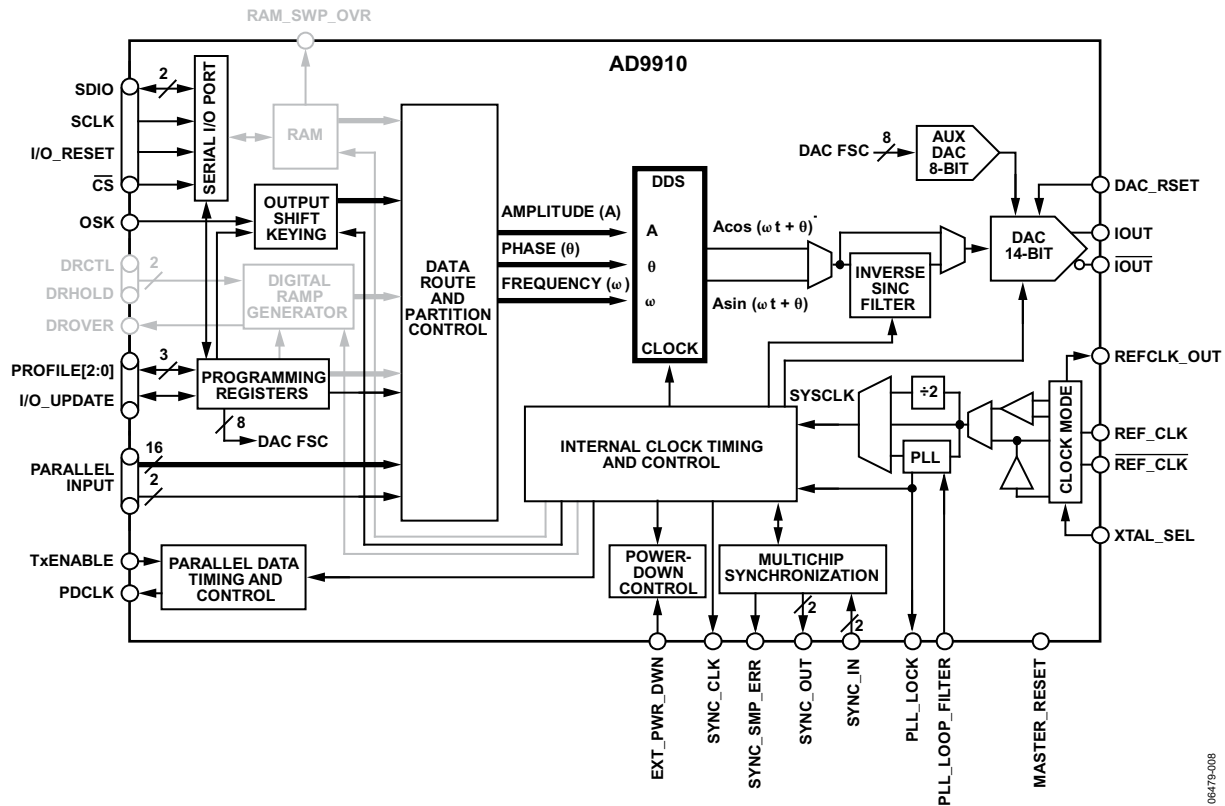 RAM_SWP_OVR
AD9910
SDIO
2
SCLK
I/O_RESET
CS
SERIAL I/O PORT
RAM
OSK
OUTPUT
SHIFT
KEYING
DRCTL
2
DRHOLD
DROVER
DIGITAL
RAMP
GENERATOR
PROFILE[2:0]
3
I/O_UPDATE
PROGRAMMING
REGISTERS
8
DAC FSC
PARALLEL
INPUT
16
2
TxENABLE
PDCLK
PARALLEL DATA
TIMING AND
CONTROL
DATA
ROUTE
AND
PARTITION
CONTROL
AMPLITUDE (A)
PHASE (θ)
FREQUENCY (ω)
DDS
A
θ
ω
CLOCK
Acos (ωt + θ)-
Asin (ωt + θ)
INVERSE
SINC
FILTER
DAC FSC
8
AUX
DAC
8-BIT
DAC
14-BIT
DAC_RSET
IOUT
IOUT
REFCLK_OUT
REF_CLK
REF_CLK
XTAL_SEL
CLOCK MODE
÷2
PLL
SYSCLK
INTERNAL CLOCK TIMING
AND CONTROL
POWER-
DOWN
CONTROL
MULTICHIP
SYNCHRONIZATION
2
2
EXT_PWR_DWN
SYNC_CLK
SYNC_SMP_ERR
SYNC_OUT
SYNC_IN
PLL_LOCK
PLL_LOOP_FILTER
MASTER_RESET
06479-008